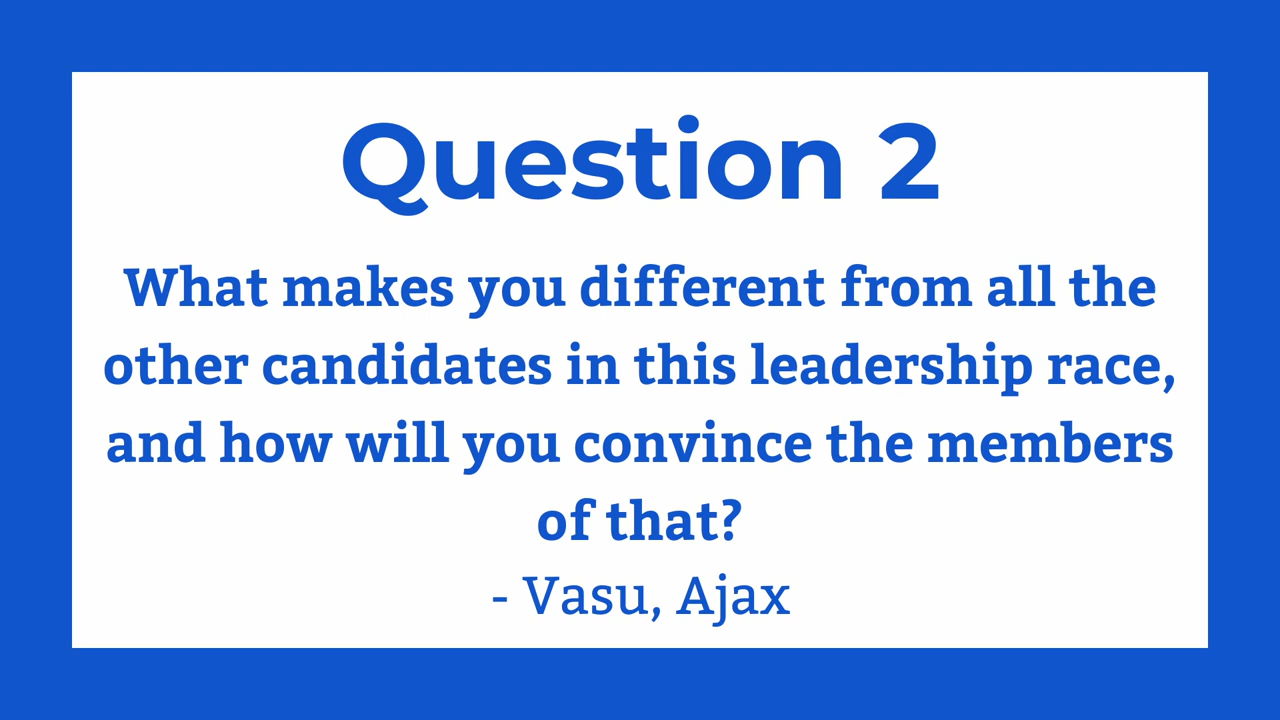 Question 2
What makes you different from all the
other candidates in this leadership race,
and how will you convince the members
of that?
- Vasu, Ajax